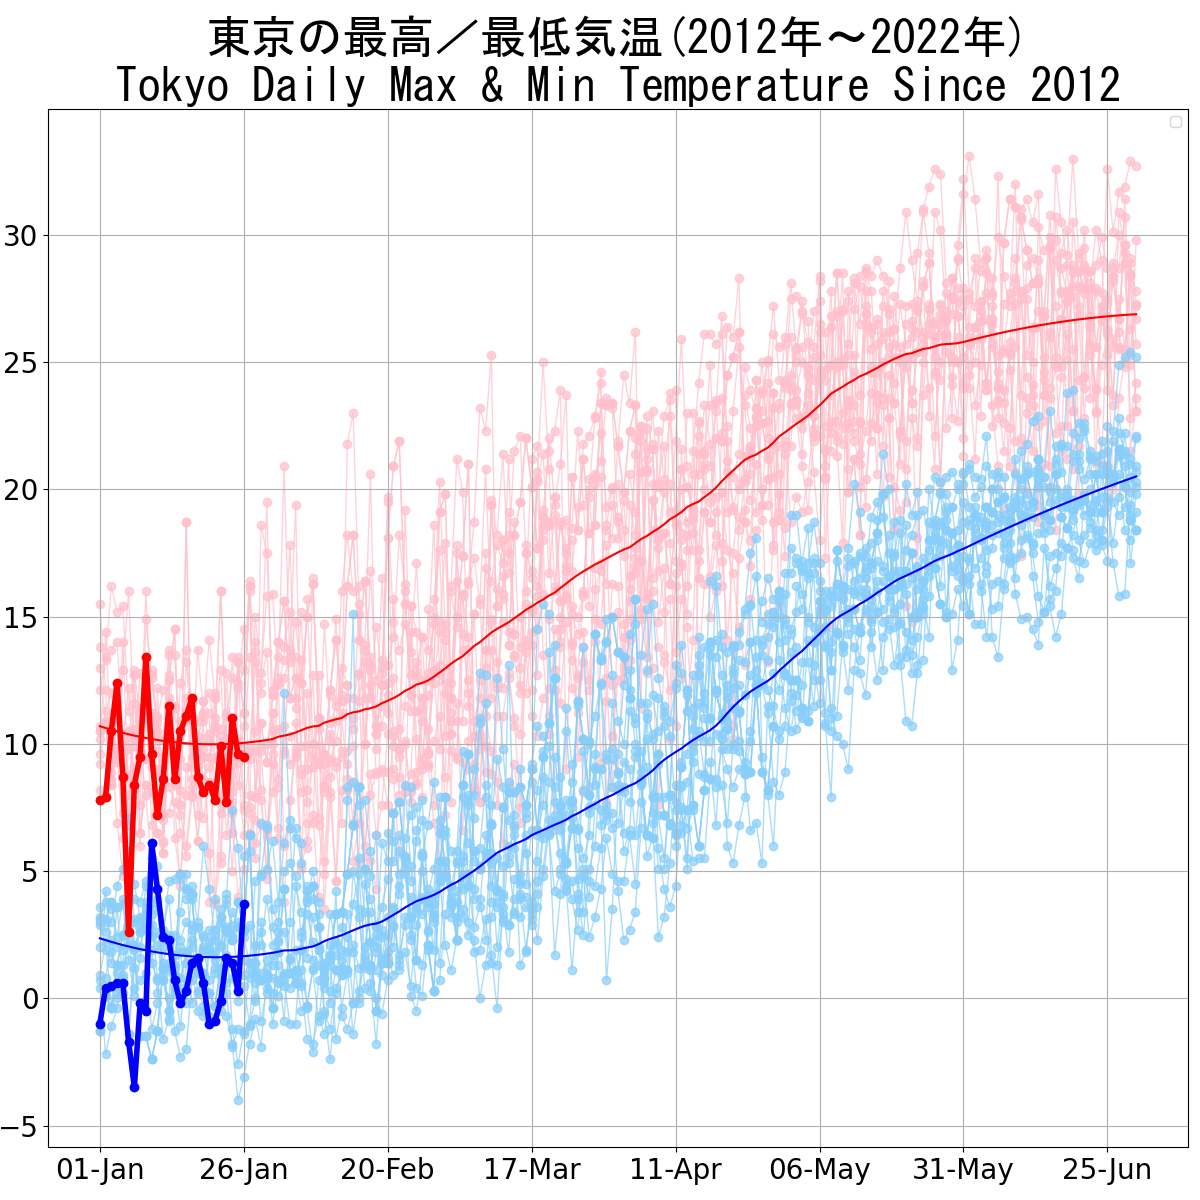 東京の最高／最低気温(2012年～2022年)
Tokyo Daily Max & Min Temperature Since 2012
30
25
20
15
10
5
0
−5
01-Jan 26-Jan 20-Feb 17-Mar 11-Apr 06-May 31-May 25-Jun